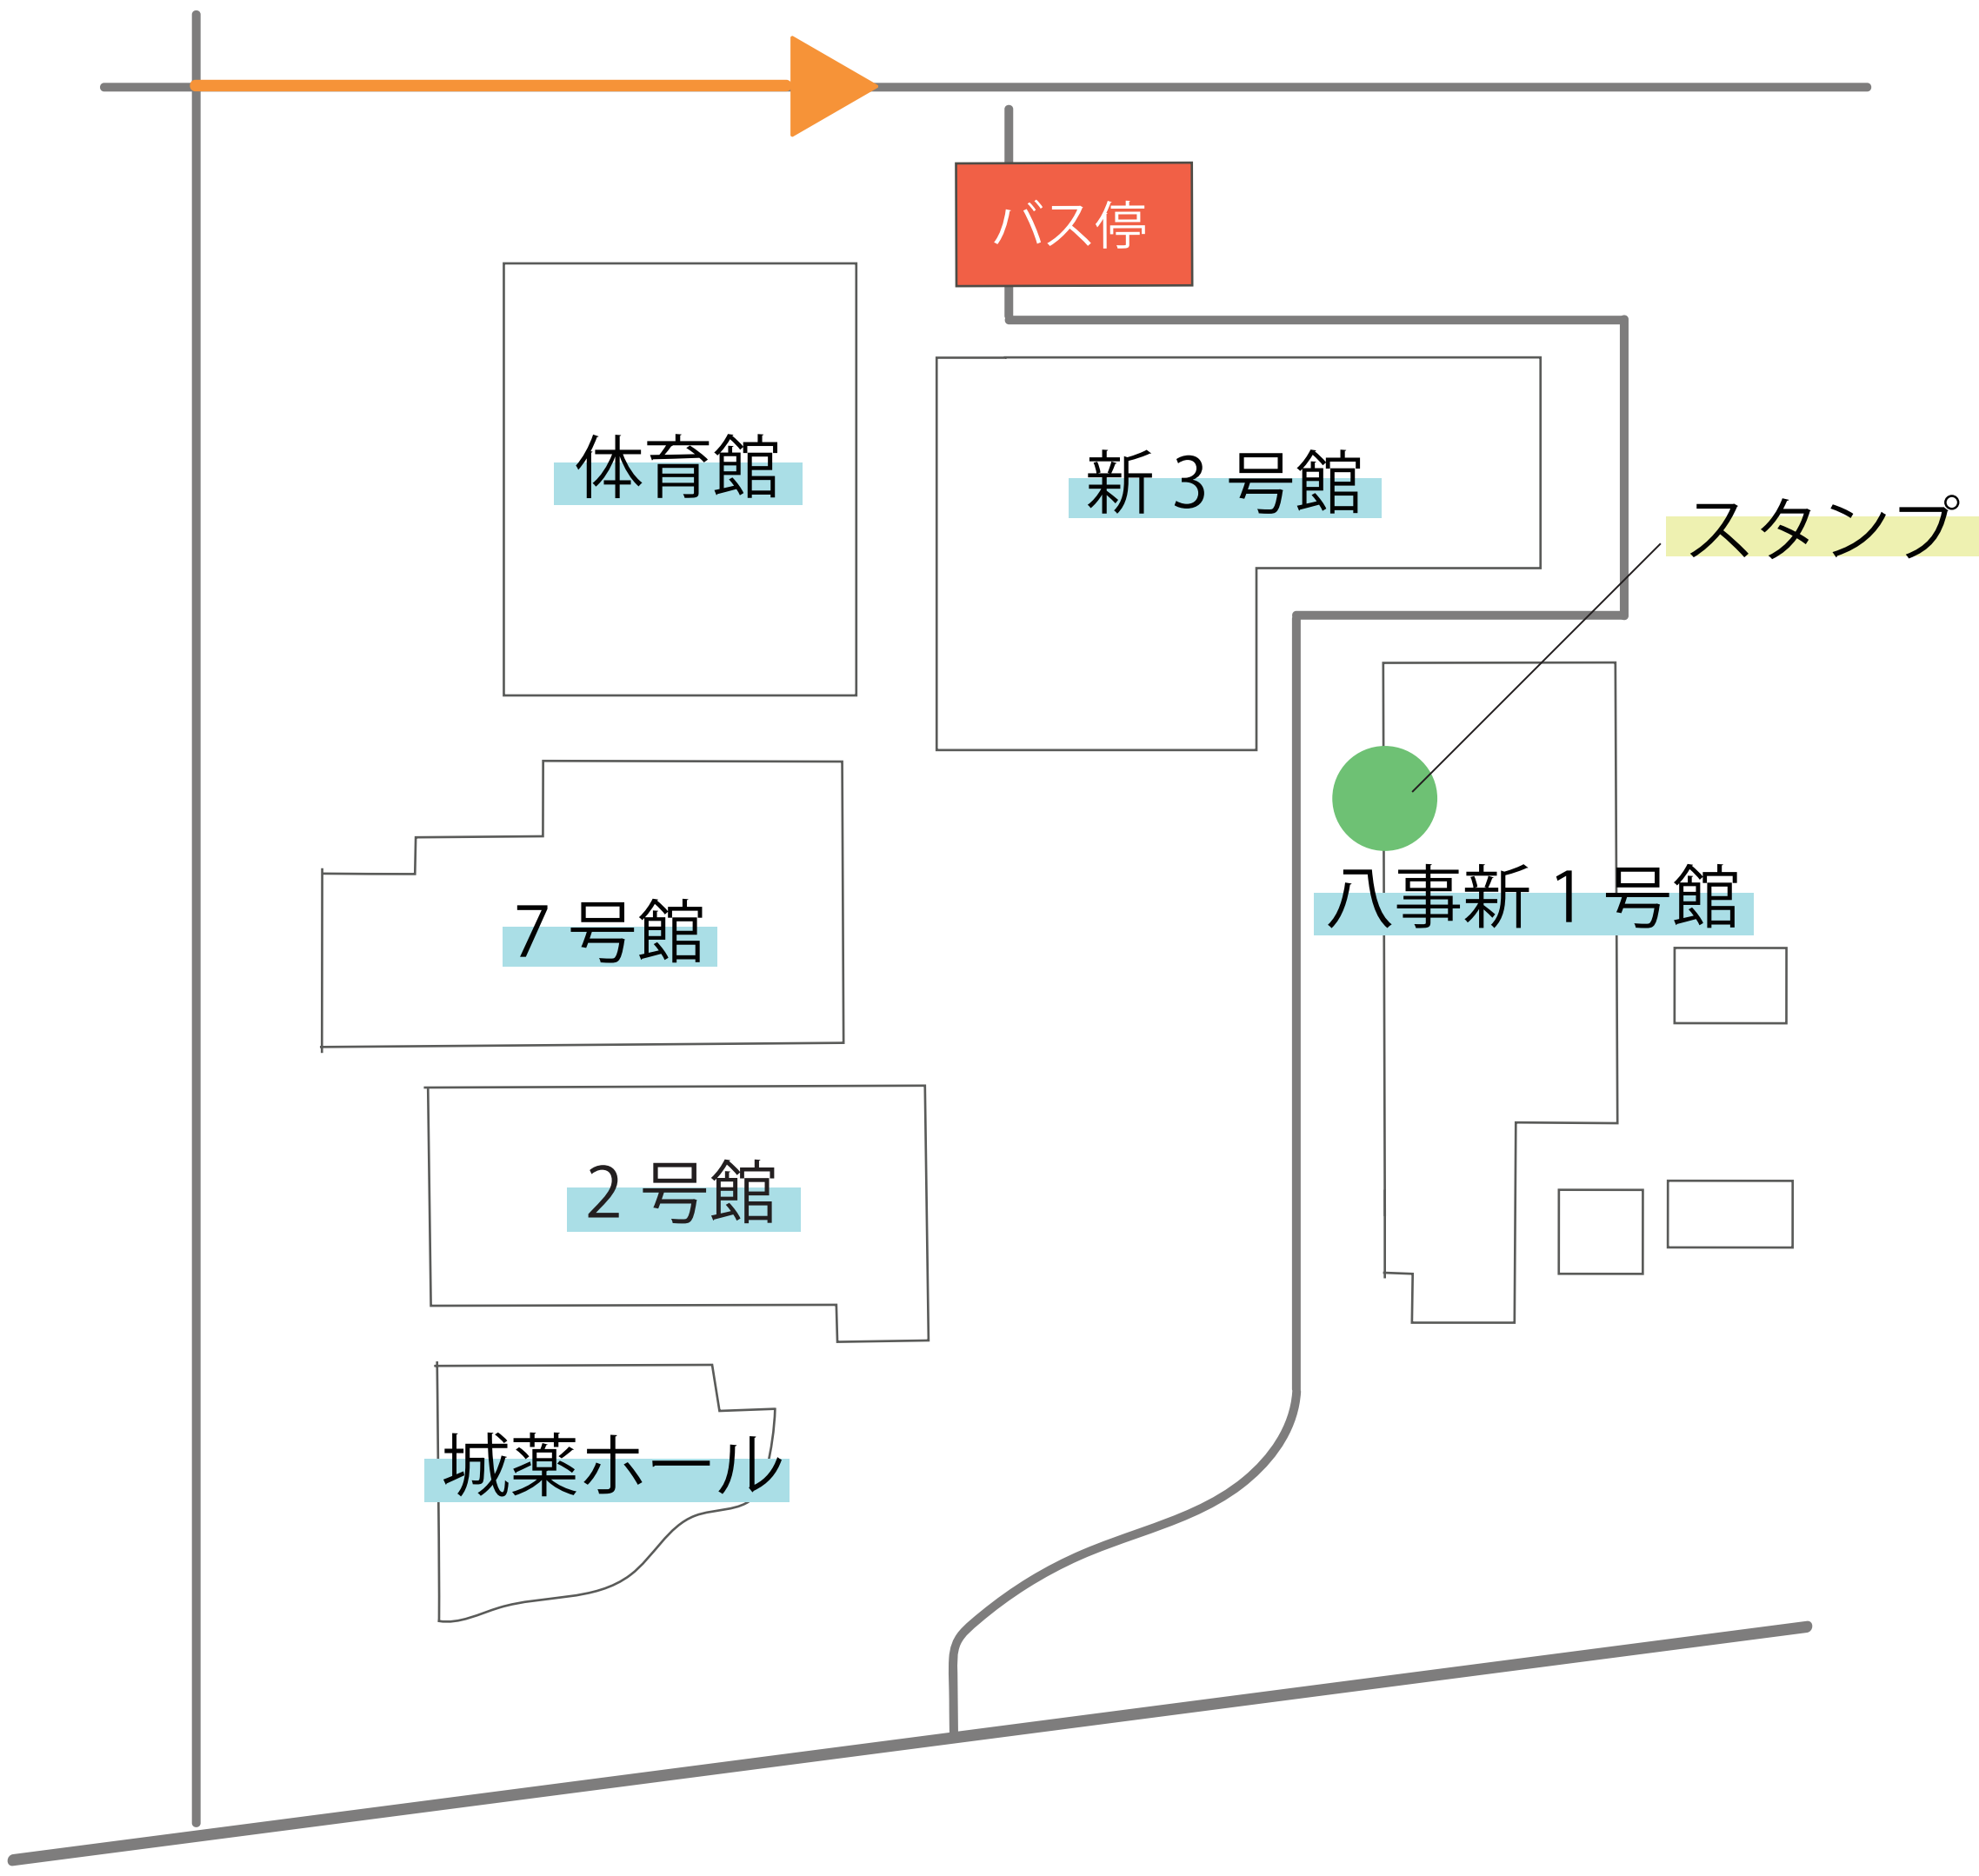 バス停
体育館
新３号館
スタンプ
八事新１号館
７号館
２号館
城薬ホール